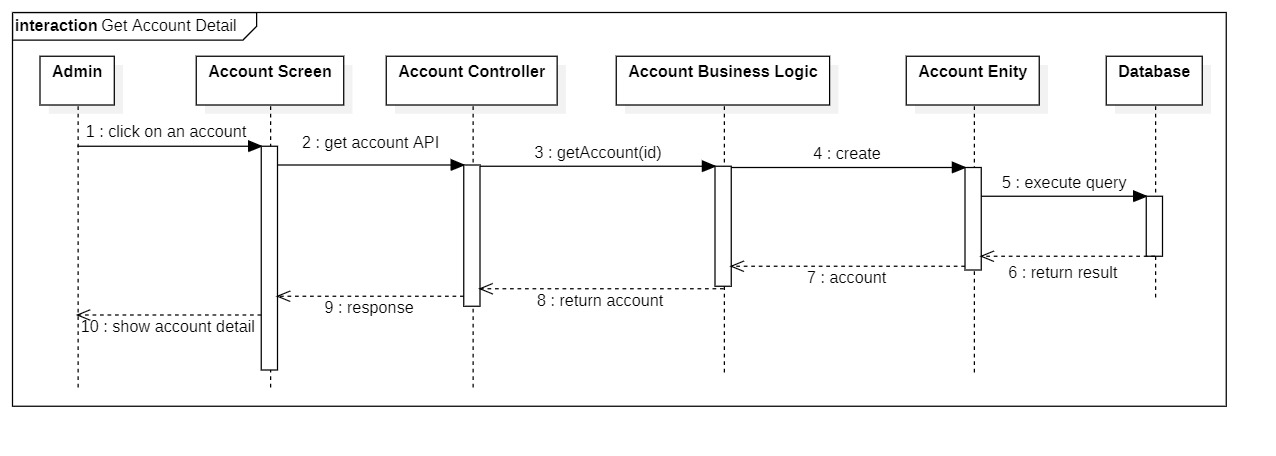 interaction Get Account Detail
Admin
Account Screen
Account Controller
Account Business Logic
Account Enity
Database
1 : click on an account
2 : get account API
3 : getAccount(id)
4 : create
5 : execute query
6 : return result
7 : account
8 : return account
9 : response
10 : show account detail